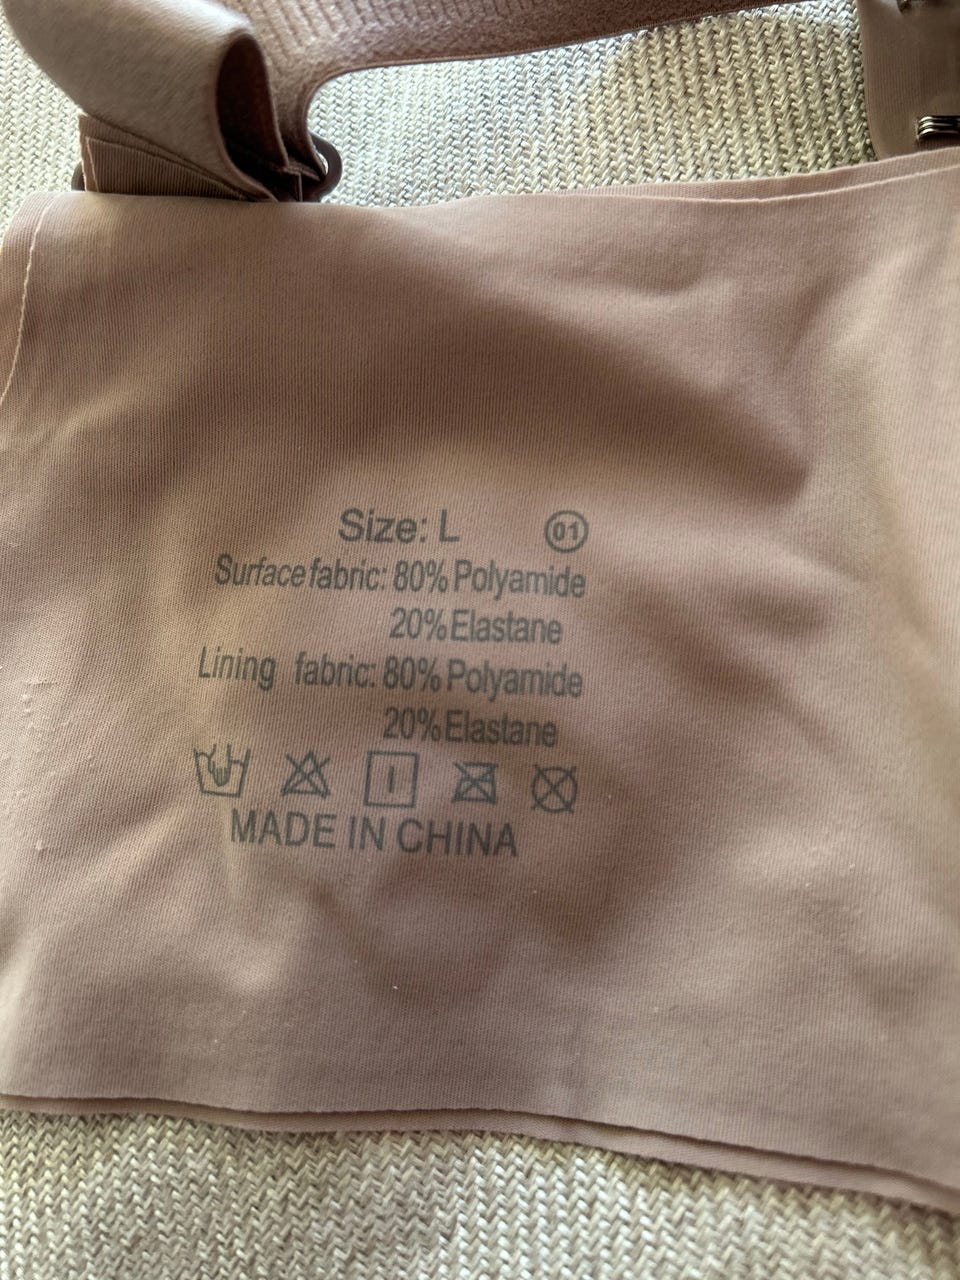 Size: L 01
Surface fabric: 80% Polyamide
20% Elastane
Lining fabric: 80% Polyamide
20% Elastane
MADE IN CHINA